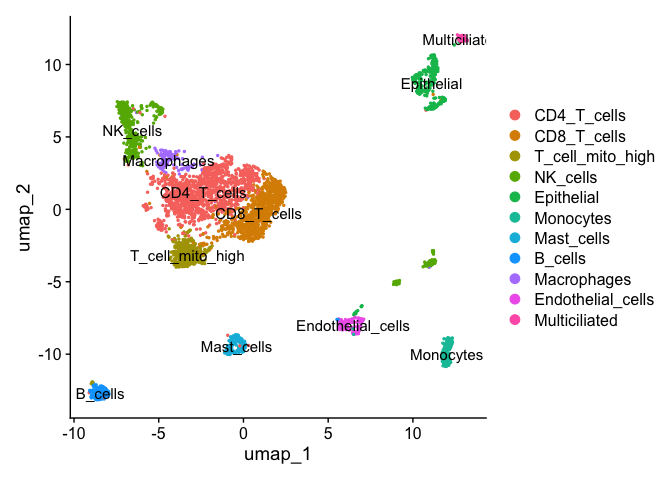 Multiciliat
10
Epithelial
CD4_T_cells
CD8_T_cells
T_cell_mito_high
NK_cells
Epithelial
Monocytes
Mast_cells
B_cells
Macrophages
Endothelial_cells
Multiciliated
NK_cells
5
Macrophages
CD4_T_cells
umap_2
0
CD8_T_cells
T_cell_mito_high
-5
Endothelial_cells
Mast_cells
-10
Monocytes
B_cells
-10 -5 0 5 10
umap_1